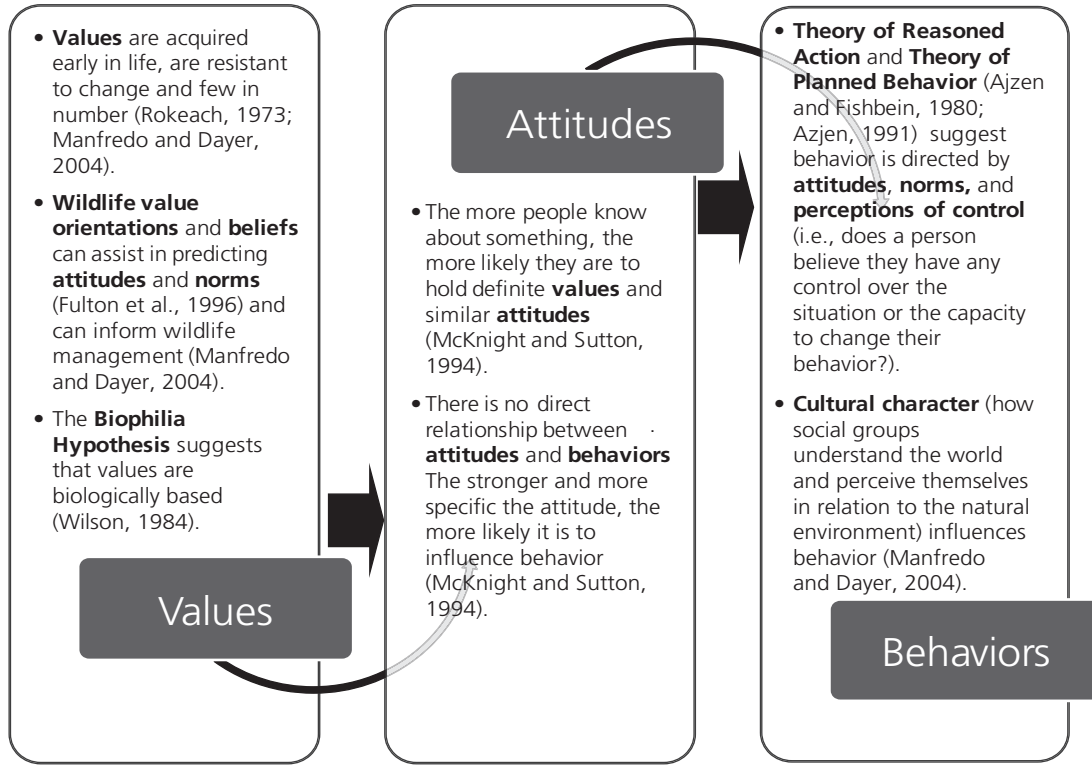 • Values are acquired
early in life, are resistant
to change and few in
number (Rokeach, 1973;
Manfredo and Dayer,
2004).
• Wildlife value
orientations and beliefs
can assist in predicting
attitudes and norms
(Fulton et al., 1996) and
can inform wildlife
management (Manfredo
and Dayer, 2004).
• The Biophilia
Hypothesis suggests
that values are
biologically based
(Wilson, 1984).
Values
Attitudes
• The more people know
about something, the
more likely they are to
hold definite values and
similar attitudes
(McKnight and Sutton,
1994).
• There is no direct
relationship between ·
attitudes and behaviors
The stronger and more
specific the attitude, the
more likely it is to
influence behavior
(McKnight and Sutton,
1994).
• Theory of Reasoned
Action and Theory of
Planned Behavior (Ajzen
and Fishbein, 1980;
Azjen, 1991) suggest
behavior is directed by
attitudes, norms, and
perceptions of control
(i.e., does a person
believe they have any
control over the
situation or the capacity
to change their
behavior?).
• Cultural character (how
social groups
understand the world
and perceive themselves
in relation to the natural
environment) influences
behavior (Manfredo
and Dayer, 2004).
Behaviors